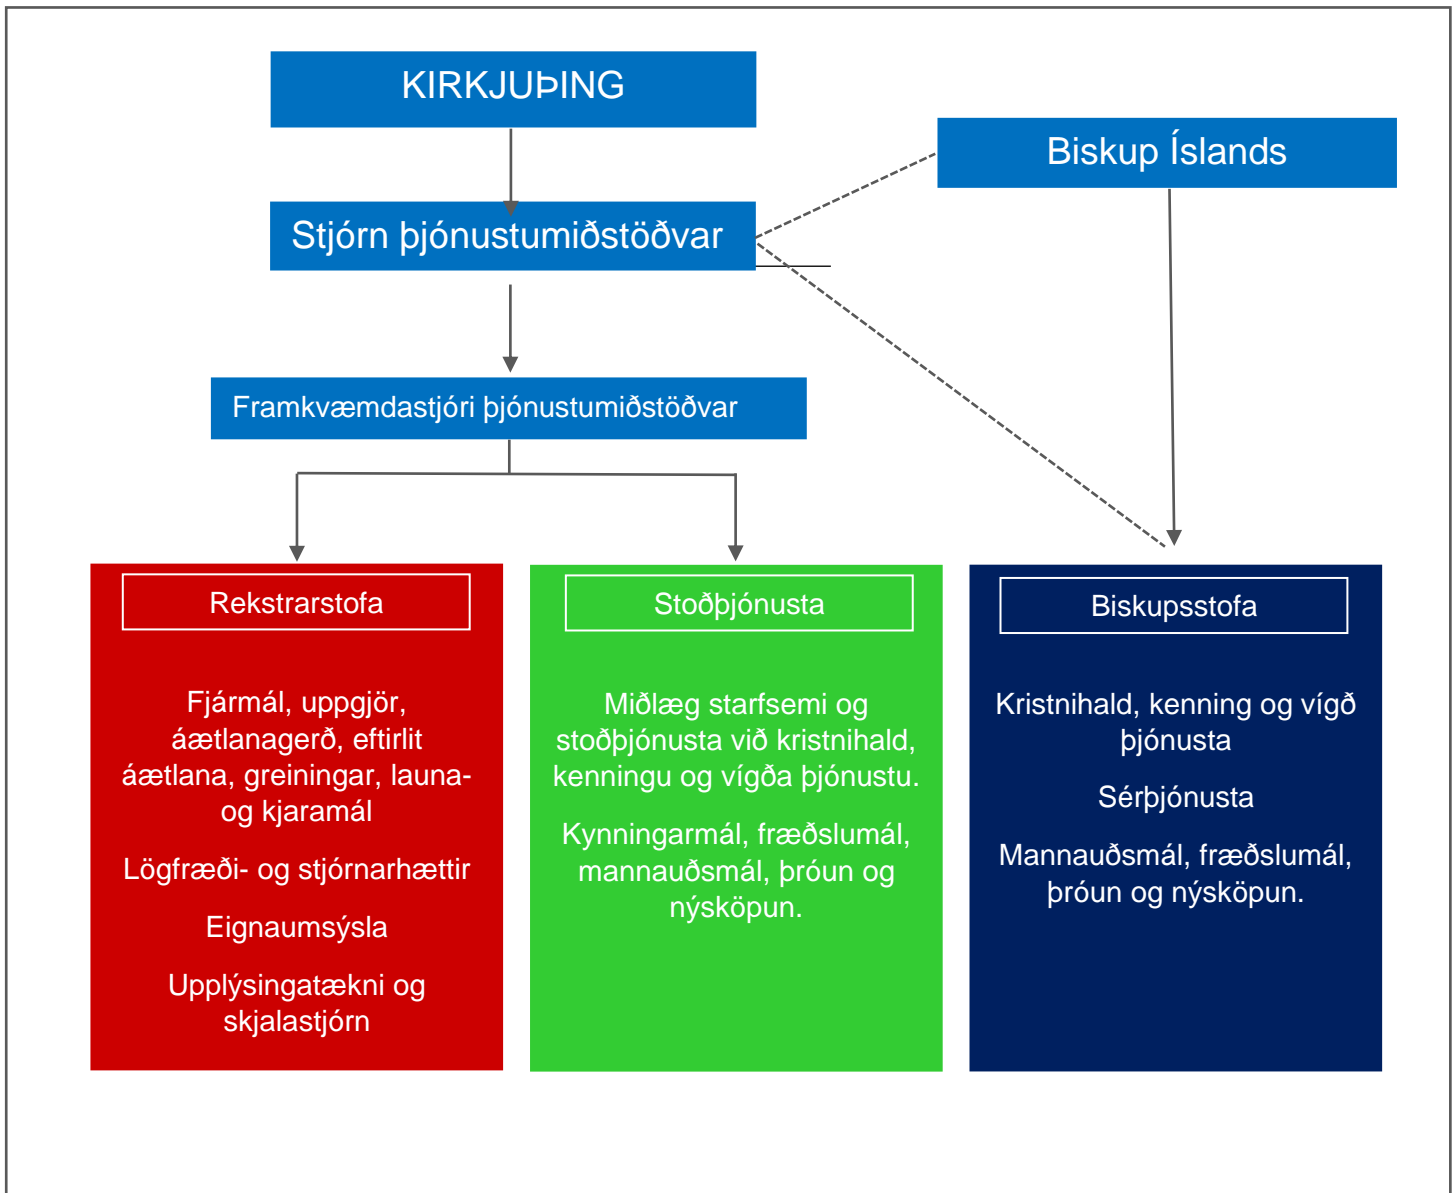 KIRKJUÞING
Biskup Íslands
Stjórn þjónustumiðstöðvar
Framkvæmdastjóri þjónustumiðstöðvar
Rekstrarstofa
Fjármál, uppgjör,
áætlanagerð, eftirlit
áætlana, greiningar, launa-
og kjaramál
Lögfræði- og stjórnarhættir
Eignaumsýsla
Upplýsingatækni og
skjalastjórn
Stoðþjónusta
Miðlæg starfsemi og
stoðþjónusta við kristnihald,
kenningu og vígða þjónustu.
Kynningarmál, fræðslumál,
mannauðsmál, þróun og
nýsköpun.
Biskupsstofa
Kristnihald, kenning og vígð
þjónusta
Sérþjónusta
Mannauðsmál, fræðslumál,
þróun og nýsköpun.